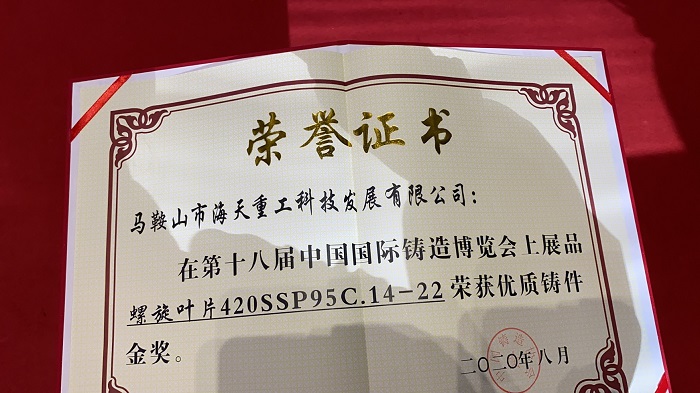 荣誉证书
马鞍山市海天重工科技发展有限公司:
在第十八届中国国际铸造博览会上展品
螺旋叶片420SSP95C.14-22荣获优质铸件
金奖。
二〇二〇年八月